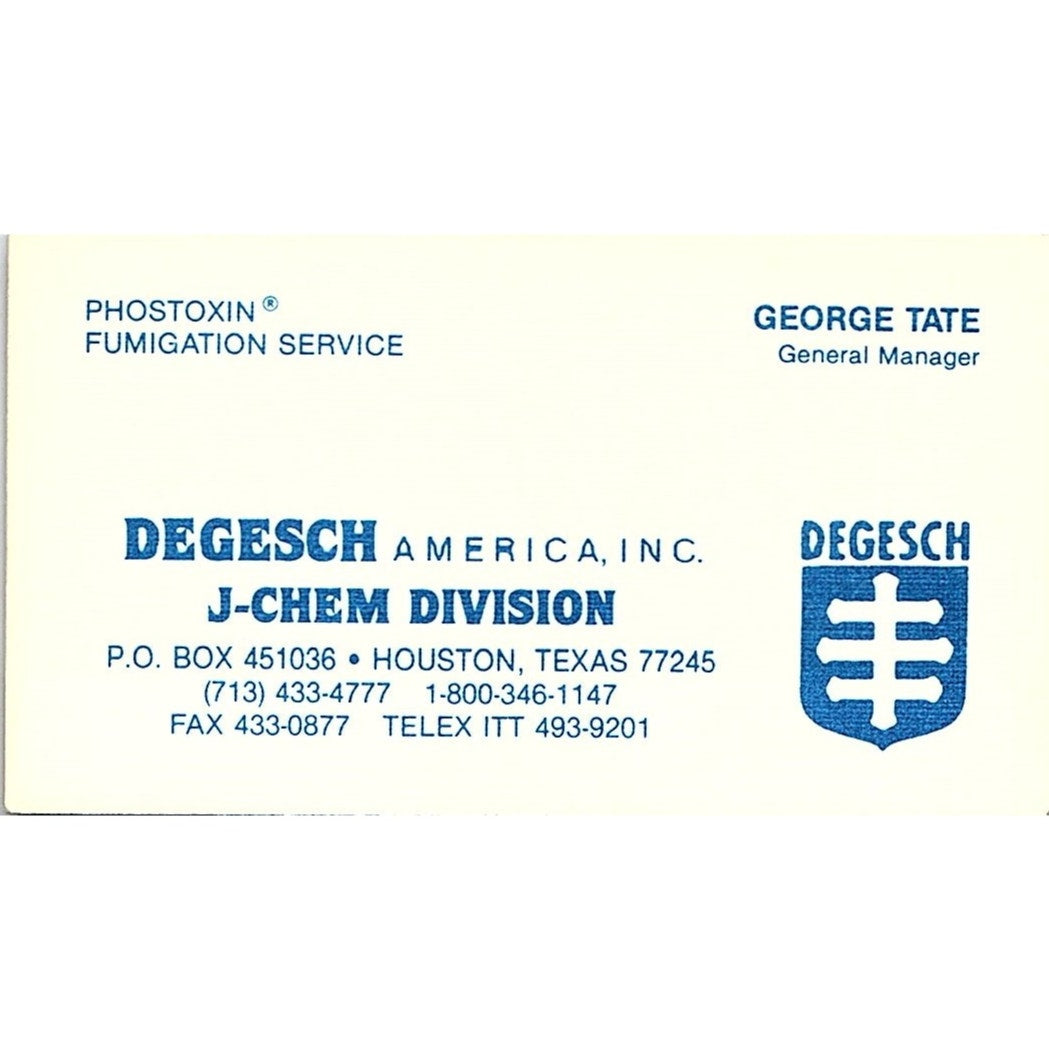 PHOSTOXIN®
FUMIGATION SERVICE
GEORGE TATE
General Manager
DEGESCH AMERICA, INC.
J-CHEM DIVISION
P.O. BOX 451036 • HOUSTON, TEXAS 77245
(713) 433-4777 1-800-346-1147
FAX 433-0877 TELEX ITT 493-9201
DEGESCH